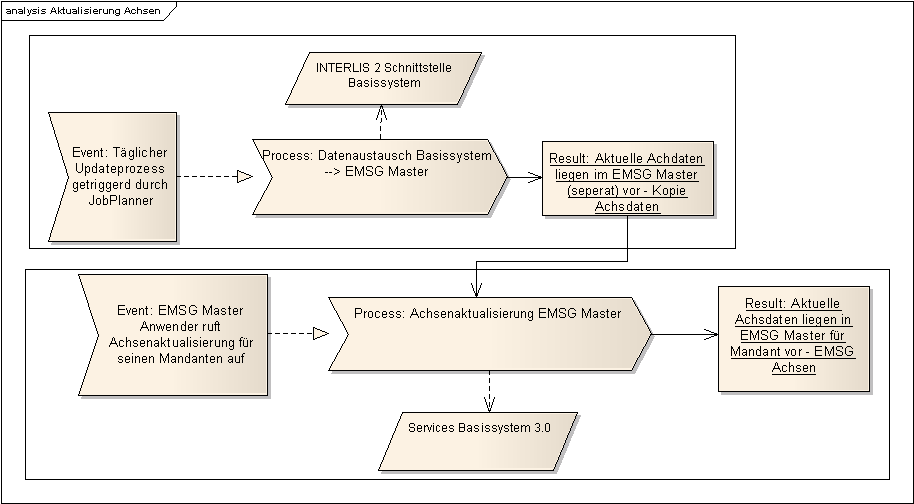 analysis Aktualisierung Achsen
INTERLIS 2 Schnittstelle
Basissystem
Event: Täglicher
Updateprozess
getriggerd durch
JobPlanner
Process: Datenaustausch Basissystem
--> EMSG Master
Result: Aktuelle Achdaten
liegen im EMSG Master
(seperat) vor - Kopie
Achsdaten
Event: EMSG Master
Anwender ruft
Achsenaktualisierung für
seinen Mandanten auf
Process: Achsenaktualisierung EMSG Master
Result: Aktuelle
Achsdaten liegen in
EMSG Master für
Mandant vor - EMSG
Achsen
Services Basissystem 3.0